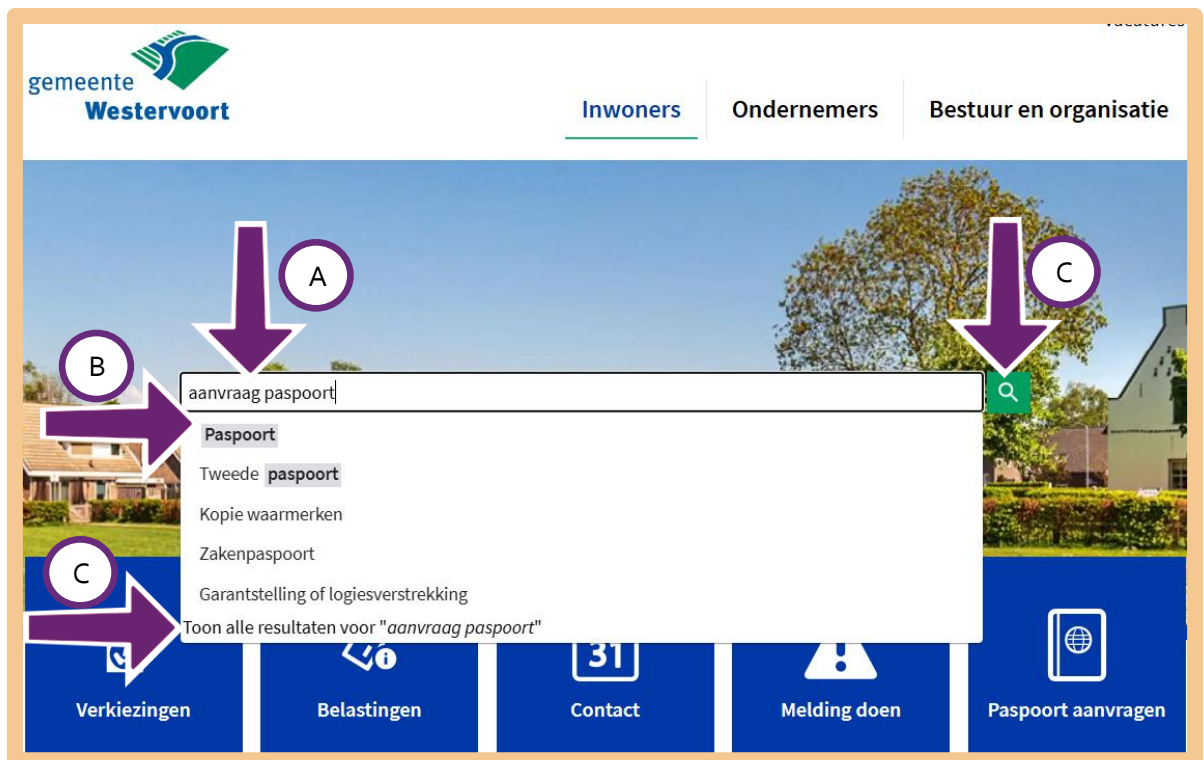 Vacatures
gemeente
Westervoort
Inwoners
Ondernemers
Bestuur en organisatie
A
C
B
aanvraag paspoort
Paspoort
Tweede paspoort
Kopie waarmerken
Zakenpaspoort
C
Garantstelling of logiesverstrekking
Toon alle resultaten voor "aanvraag paspoort"
31
Verkiezingen
Belastingen
Contact
Melding doen
Paspoort aanvragen